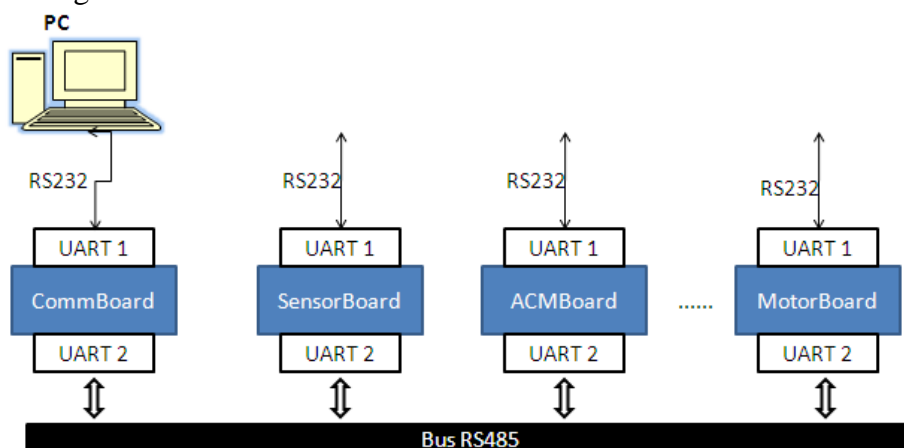 PC
RS232
RS232
RS232
RS232
UART 1
UART 1
UART 1
UART 1
CommBoard
SensorBoard
ACMBoard
......
MotorBoard
UART 2
UART 2
UART 2
UART 2
Bus RS485